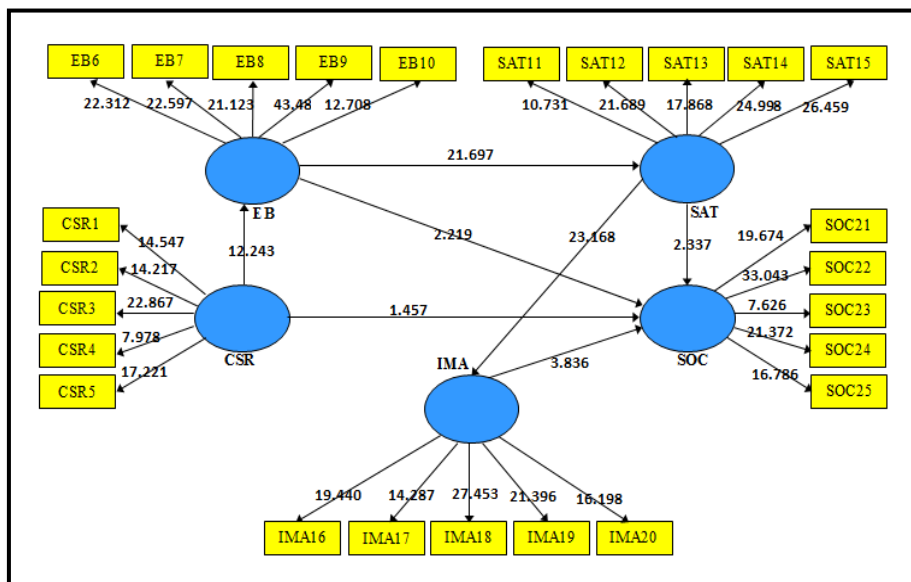 EB6 EB7 EB8 EB9 EB10 SAT11 SAT12 SAT13 SAT14 SAT15
22.312 22.597 21.123 43.48 12.708 10.731 21.689 17.868 24.998 26.459
21.697
EB SAT
CSR1 SOC21
14.547 12.243 2.219 23.168 2.337 19.674
CSR2 SOC22
14.217 33.043
CSR3 SOC23
22.867 1.457 7.626
CSR4 SOC24
7.978 21.372
CSR IMA 3.836 SOC
CSR5 SOC25
17.221 16.786
19.440 14.287 27.453 21.396 16.198
IMA16 IMA17 IMA18 IMA19 IMA20